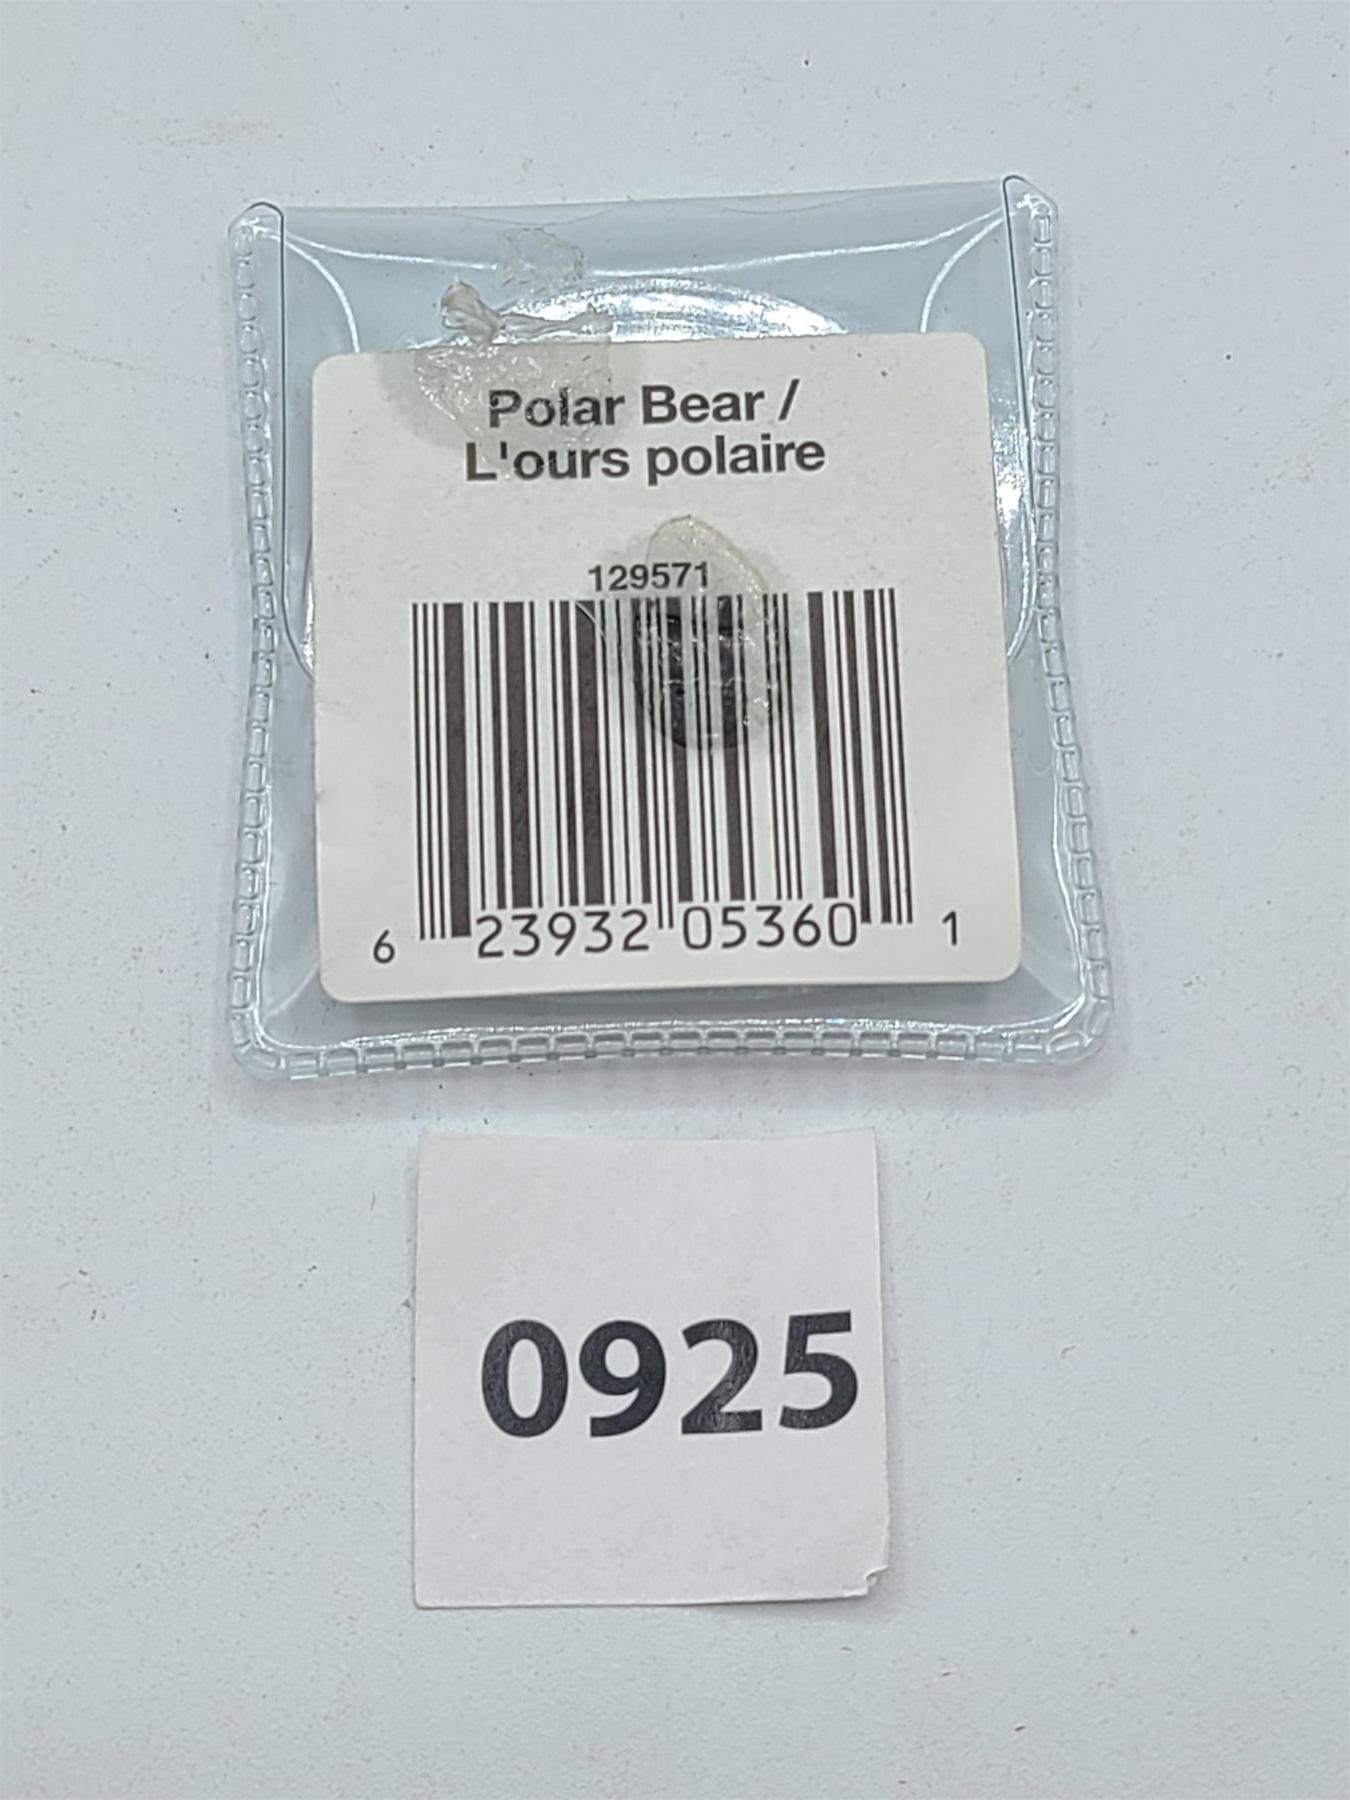 Polar Bear /
L'ours polaire
129571
6 23932 05360 1
0925